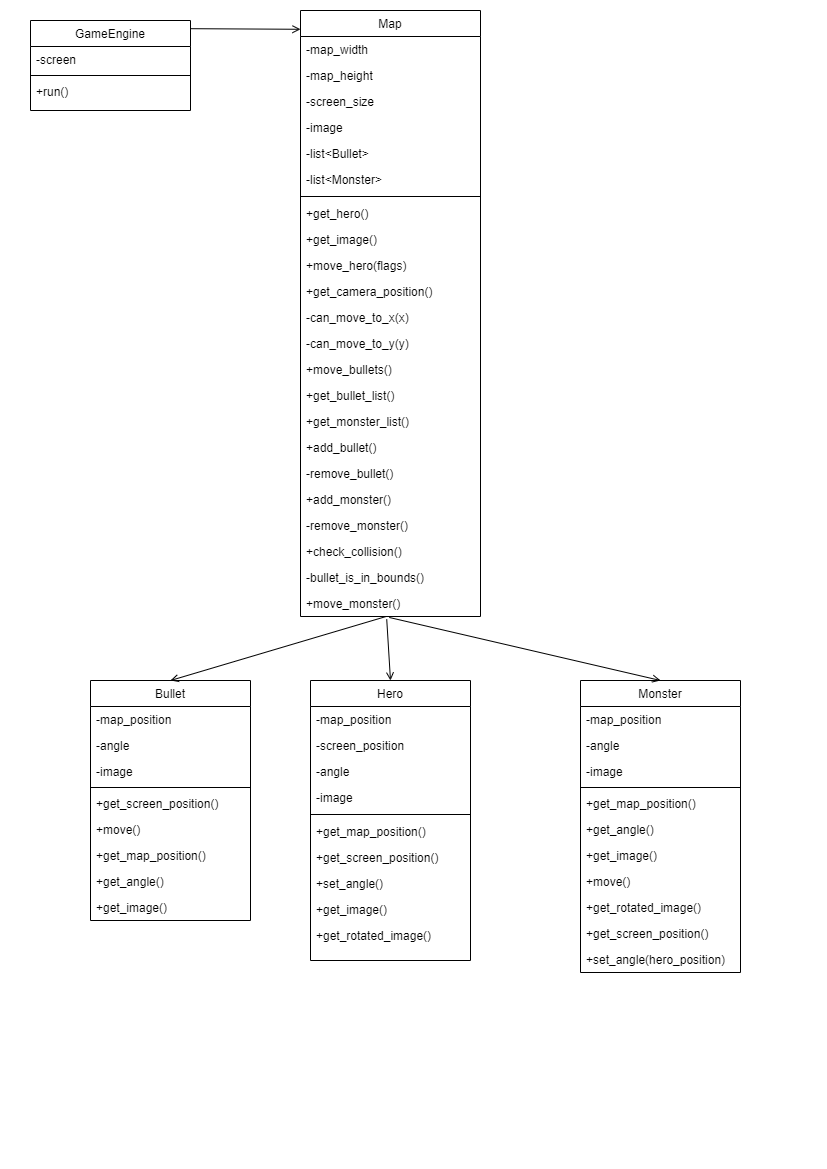 GameEngine
-screen
+run()
Map
-map_width
-map_height
-screen_size
-image
-list<Bullet>
-list<Monster>
+get_hero()
+get_image()
+move_hero(flags)
+get_camera_position()
-can_move_to_x(x)
-can_move_to_y(y)
+move_bullets()
+get_bullet_list()
+get_monster_list()
+add_bullet()
-remove_bullet()
+add_monster()
-remove_monster()
+check_collision()
-bullet_is_in_bounds()
+move_monster()
Bullet
-map_position
-angle
-image
+get_screen_position()
+move()
+get_map_position()
+get_angle()
+get_image()
Hero
-map_position
-screen_position
-angle
-image
+get_map_position()
+get_screen_position()
+set_angle()
+get_image()
+get_rotated_image()
Monster
-map_position
-angle
-image
+get_map_position()
+get_angle()
+get_image()
+move()
+get_rotated_image()
+get_screen_position()
+set_angle(hero_position)